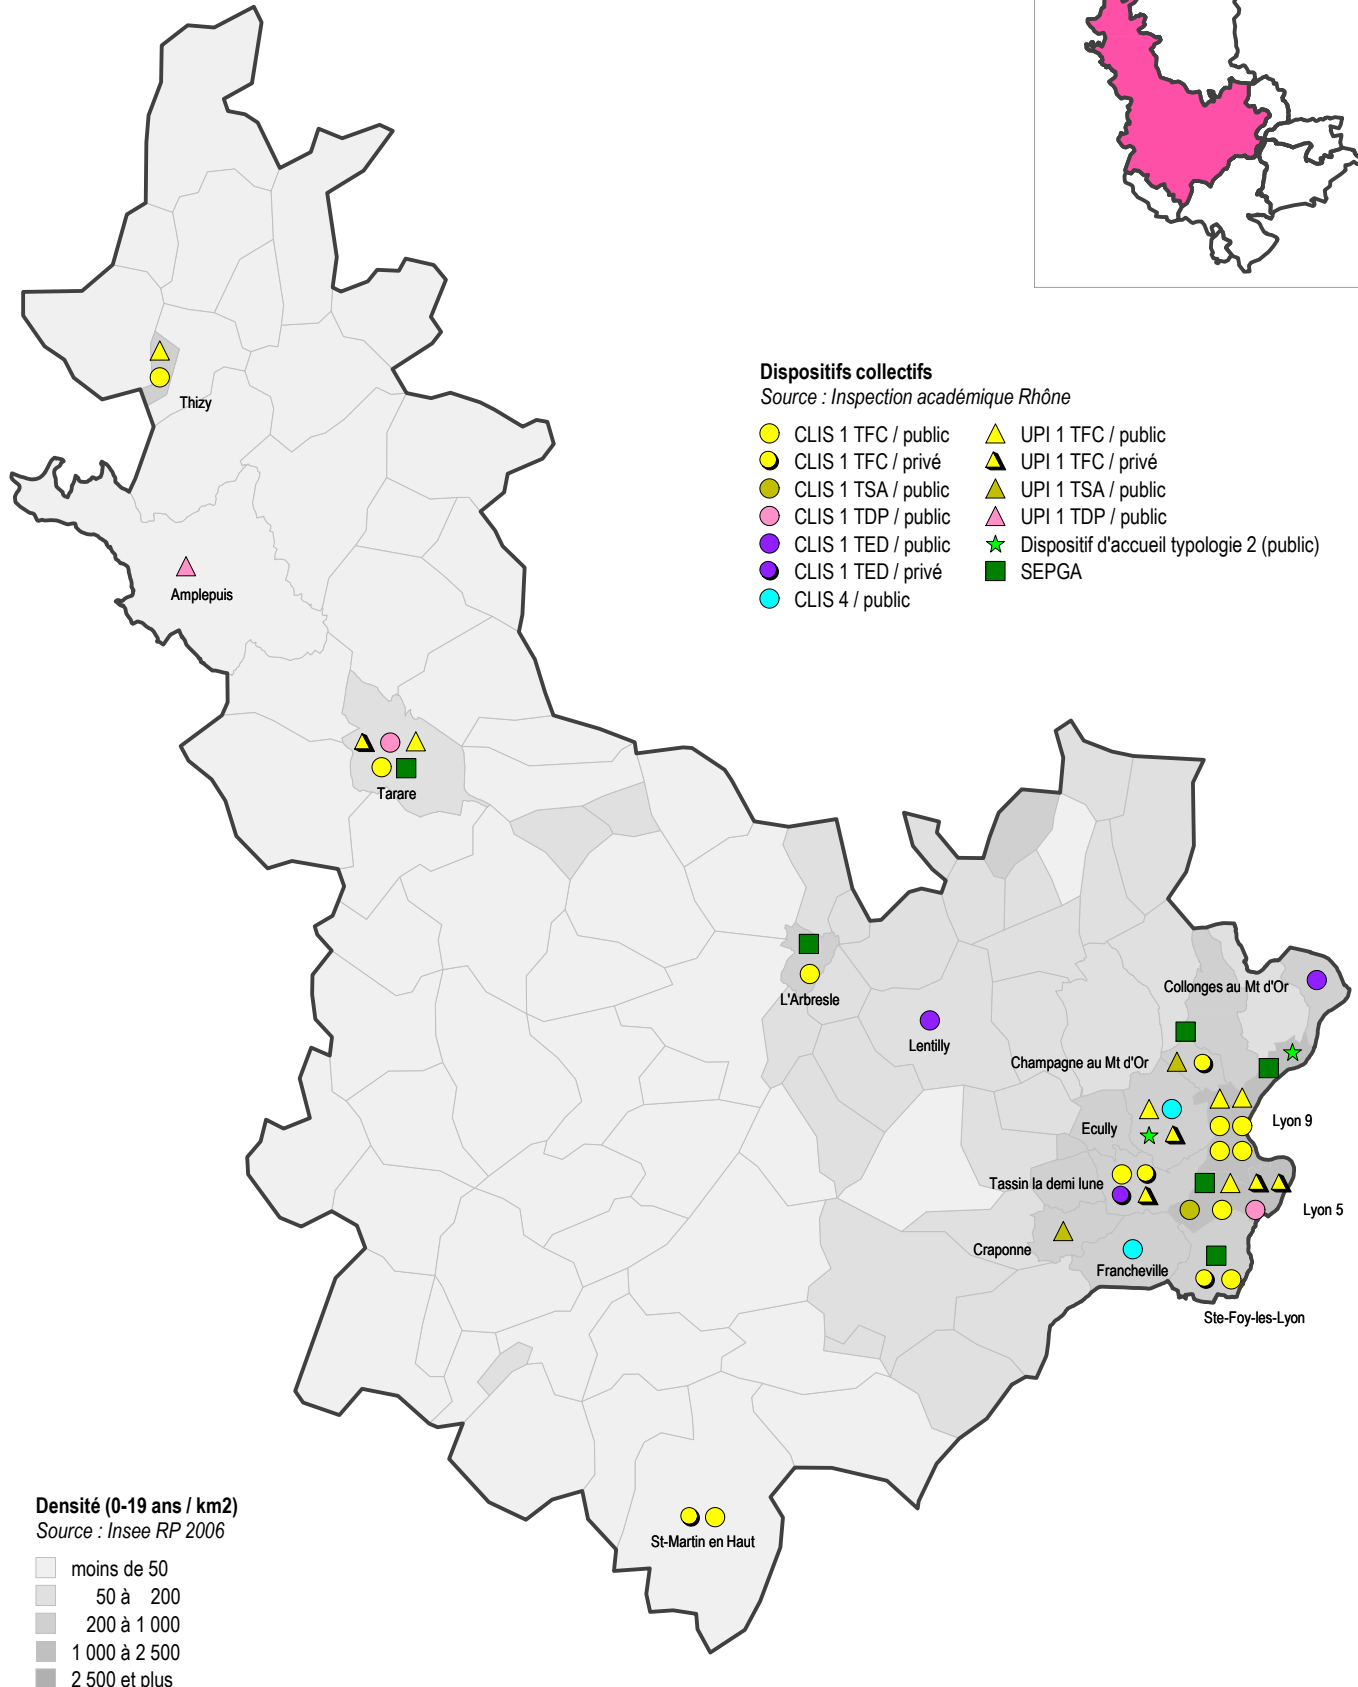 Dispositifs collectifs
Source : Inspection académique Rhône
CLIS 1 TFC / public
CLIS 1 TFC / privé
CLIS 1 TSA / public
CLIS 1 TDP / public
CLIS 1 TED / public
CLIS 1 TED / privé
CLIS 4 / public
UPI 1 TFC / public
UPI 1 TFC / privé
UPI 1 TSA / public
UPI 1 TDP / public
Dispositif d'accueil typologie 2 (public)
SEPGA
Thizy
Amplepuis
Tarare
L'Arbresle
Lentilly
Collonges au Mt d'Or
Champagne au Mt d'Or
Ecully
Lyon 9
Tassin la demi lune
Lyon 5
Craponne
Francheville
Ste-Foy-les-Lyon
St-Martin en Haut
Densité (0-19 ans / km2)
Source : Insee RP 2006
moins de 50
50 à 200
200 à 1 000
1 000 à 2 500
2 500 et plus